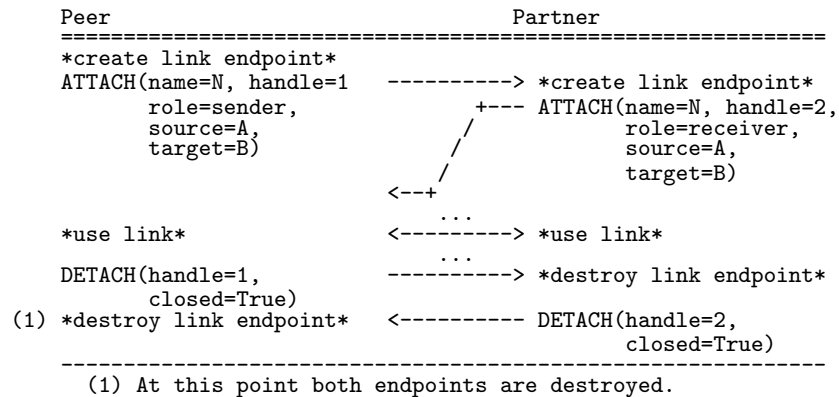 Peer                                 Partner
=============================================================
*create link endpoint*
ATTACH(name=N, handle=1   ----------> *create link endpoint*
       role=sender,              +--- ATTACH(name=N, handle=2,
       source=A,                /            role=receiver,
       target=B)               /             source=A,
                              /              target=B)
                          <--+
                              ...
*use link*                <----------> *use link*
                              ...
DETACH(handle=1,          ----------> *destroy link endpoint*
       closed=True)
(1) *destroy link endpoint*   <---------- DETACH(handle=2,
                                             closed=True)
-------------------------------------------------------------
(1) At this point both endpoints are destroyed.